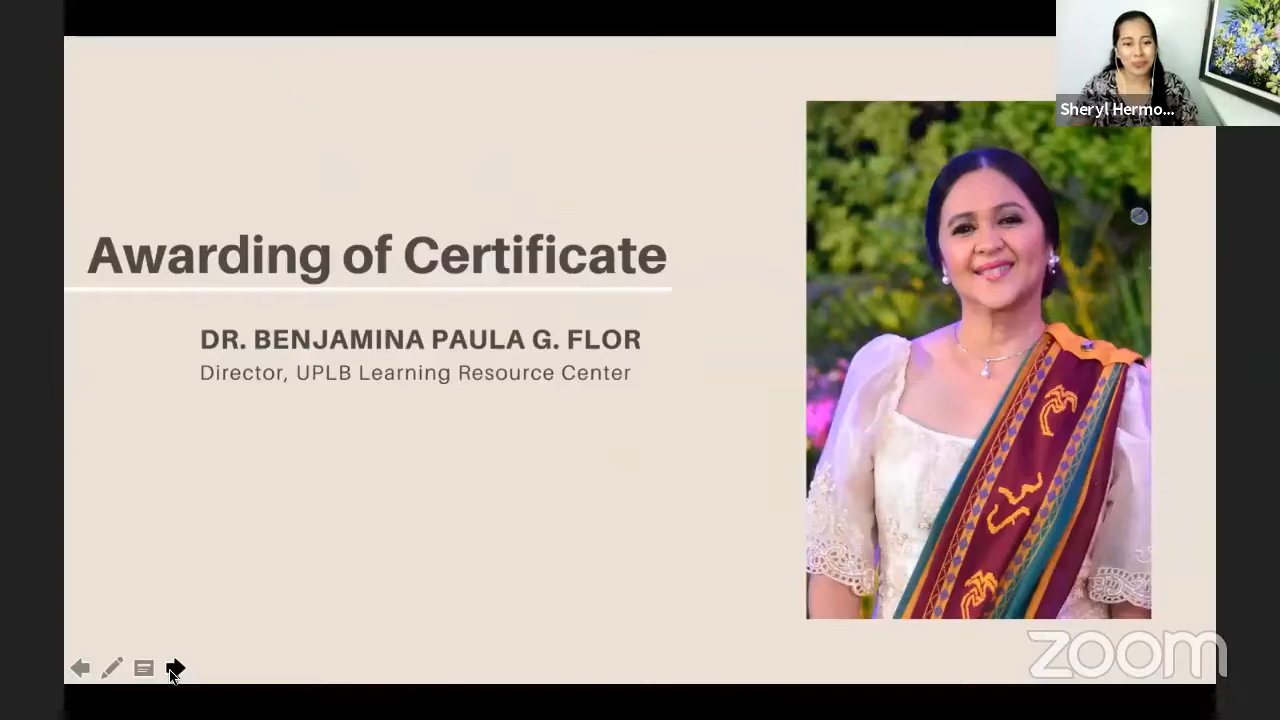 Sheryl Hermo...
Awarding of Certificate
DR. BENJAMINA PAULA G. FLOR
Director, UPLB Learning Resource Center
zoom